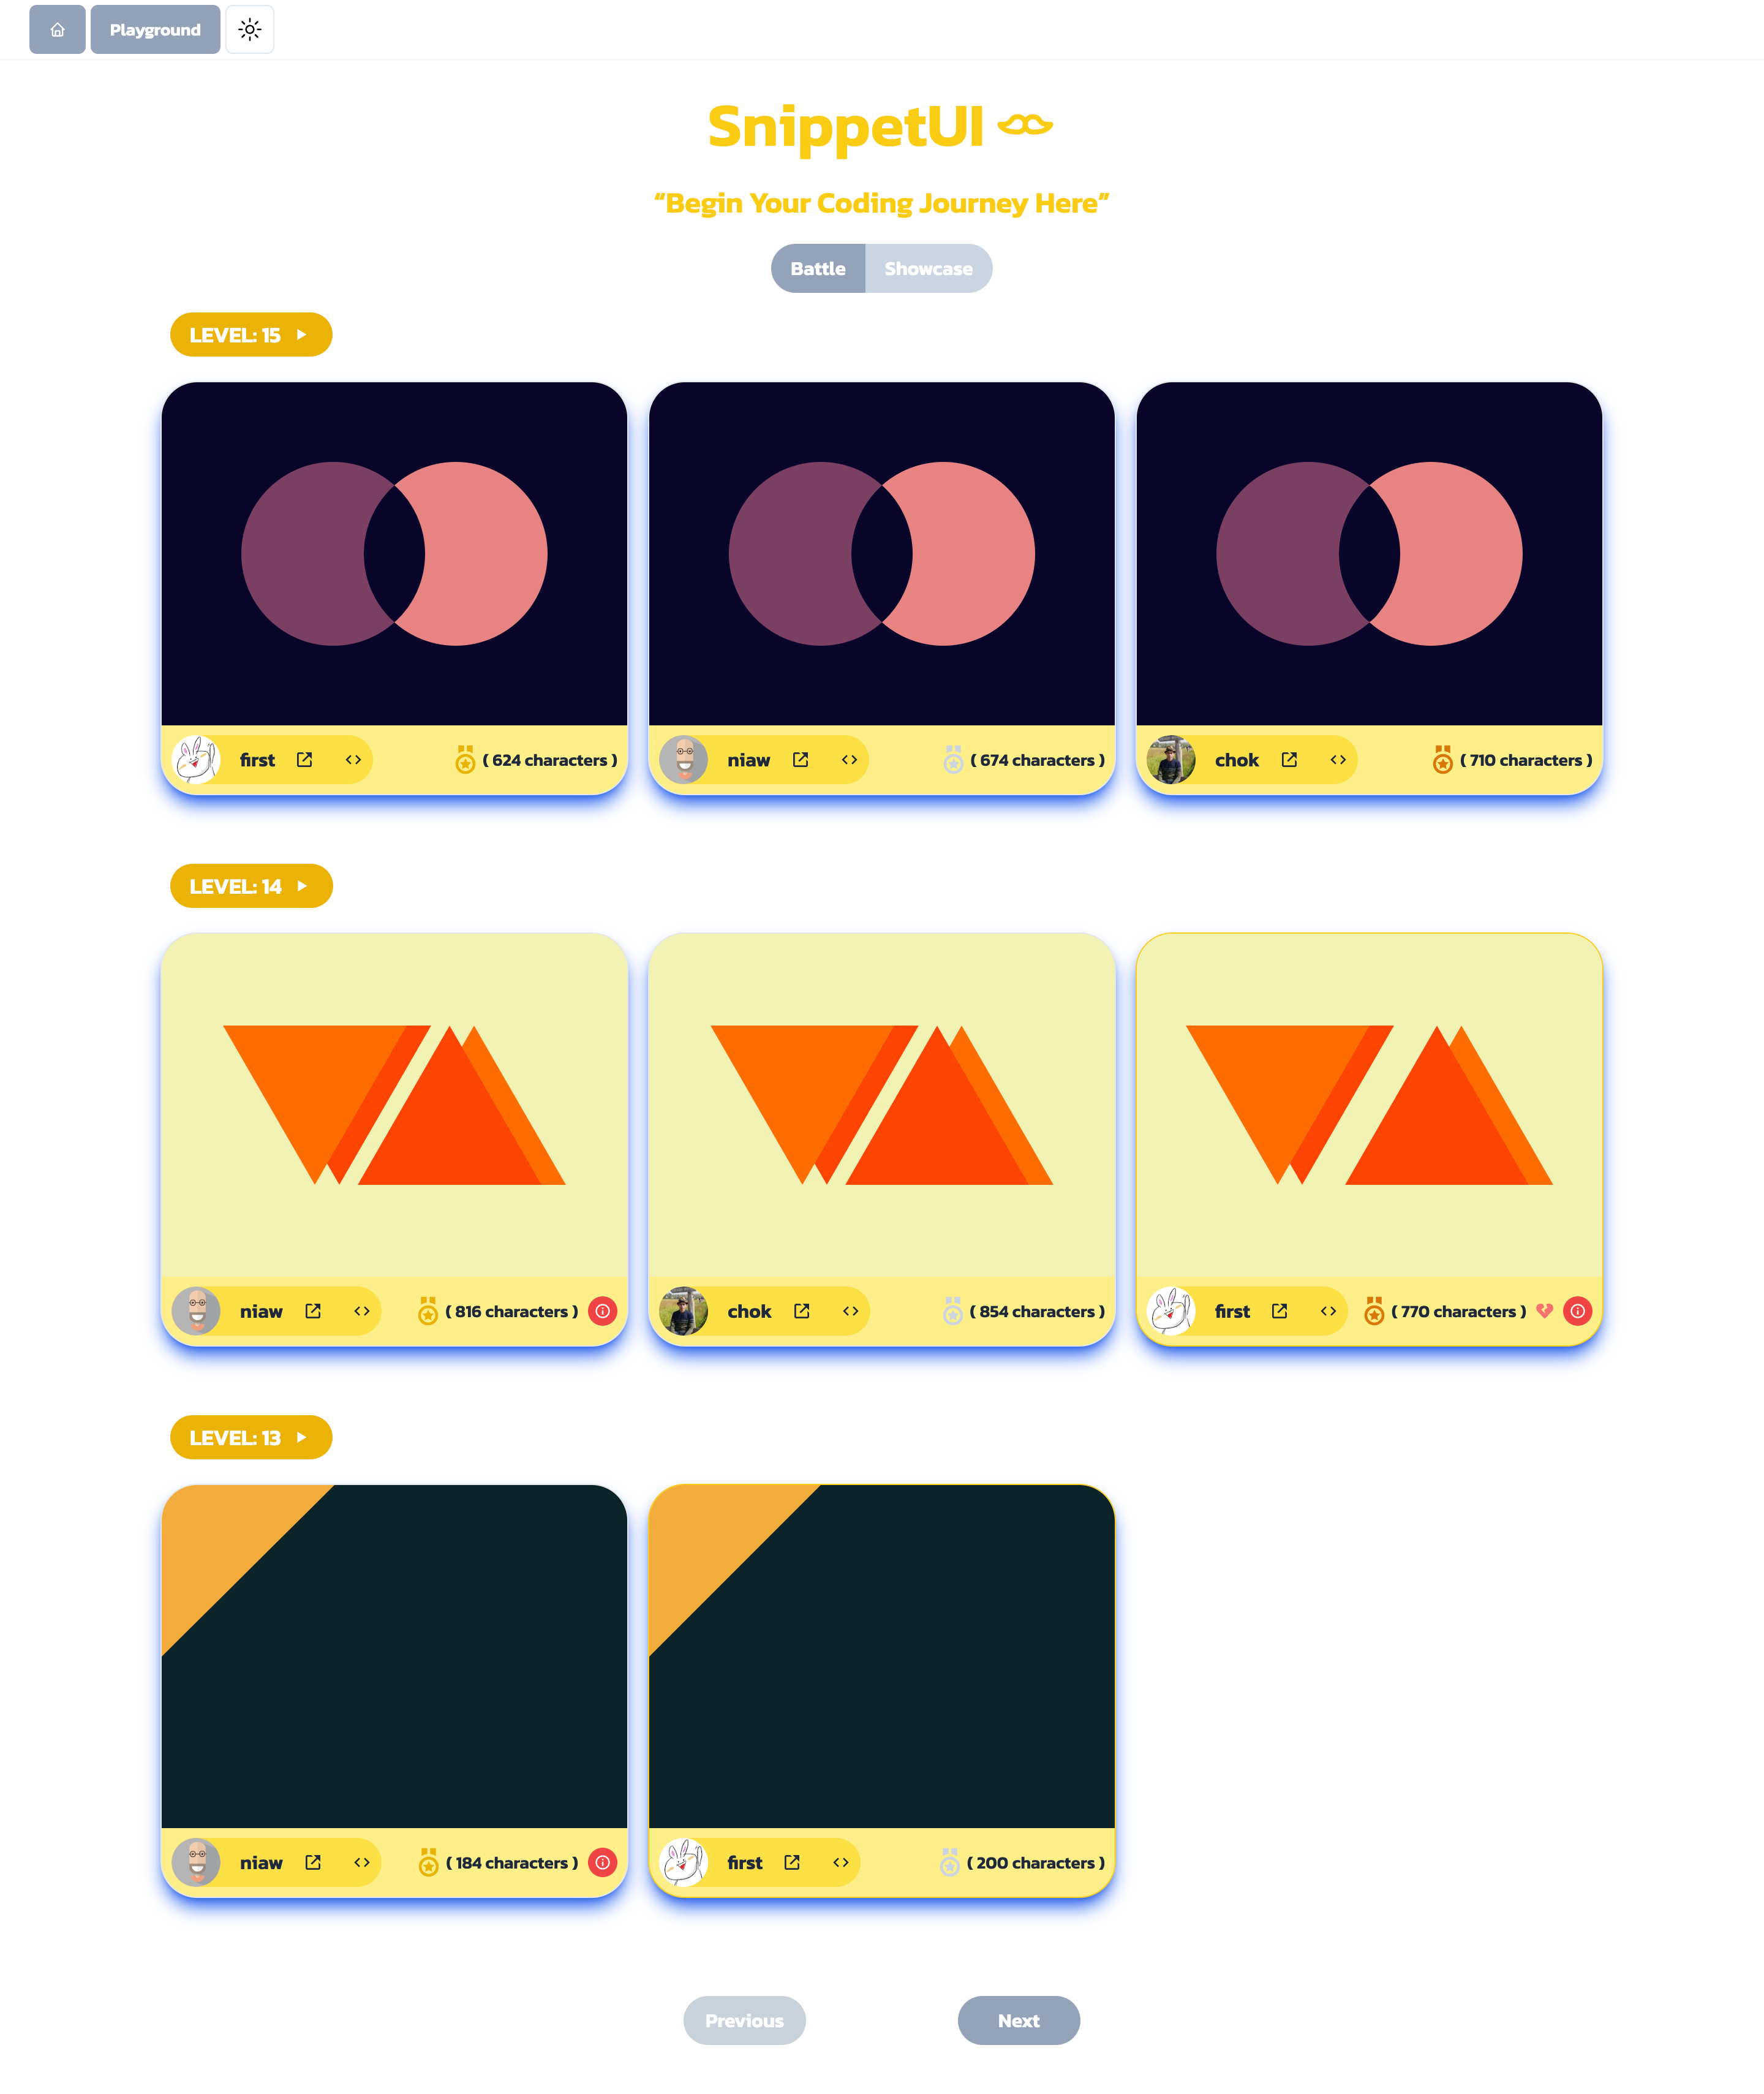 Playground
SnippetUI
“Begin Your Coding Journey Here”
Battle Showcase
LEVEL: 15
first ( 624 characters )
niaw ( 674 characters )
chok ( 710 characters )
LEVEL: 14
niaw ( 816 characters )
chok ( 854 characters )
first ( 770 characters )
LEVEL: 13
niaw ( 184 characters )
first ( 200 characters )
Previous Next